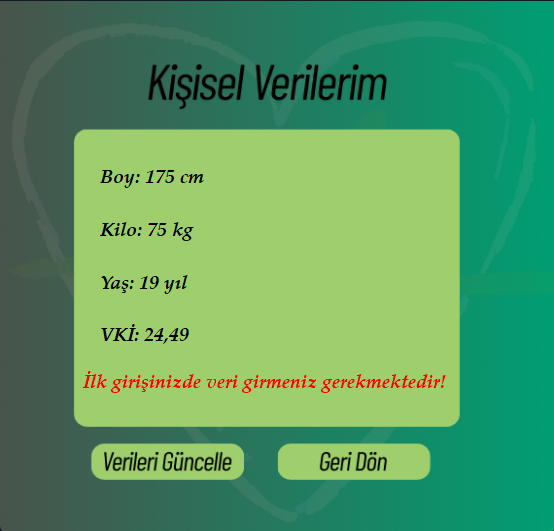 Kişisel Verilerim
Boy: 175 cm
Kilo: 75 kg
Yaş: 19 yıl
VKİ: 24,49
İlk girişinizde veri girmeniz gerekmektedir!
Verileri Güncelle
Geri Dön